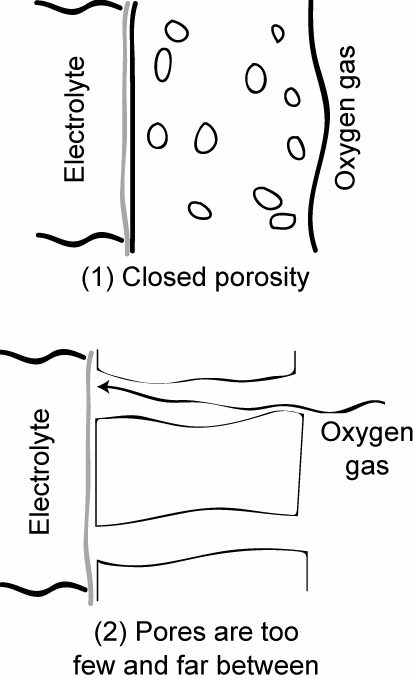 Electrolyte
Oxygen gas
(1) Closed porosity
Electrolyte
Oxygen
gas
(2) Pores are too
few and far between